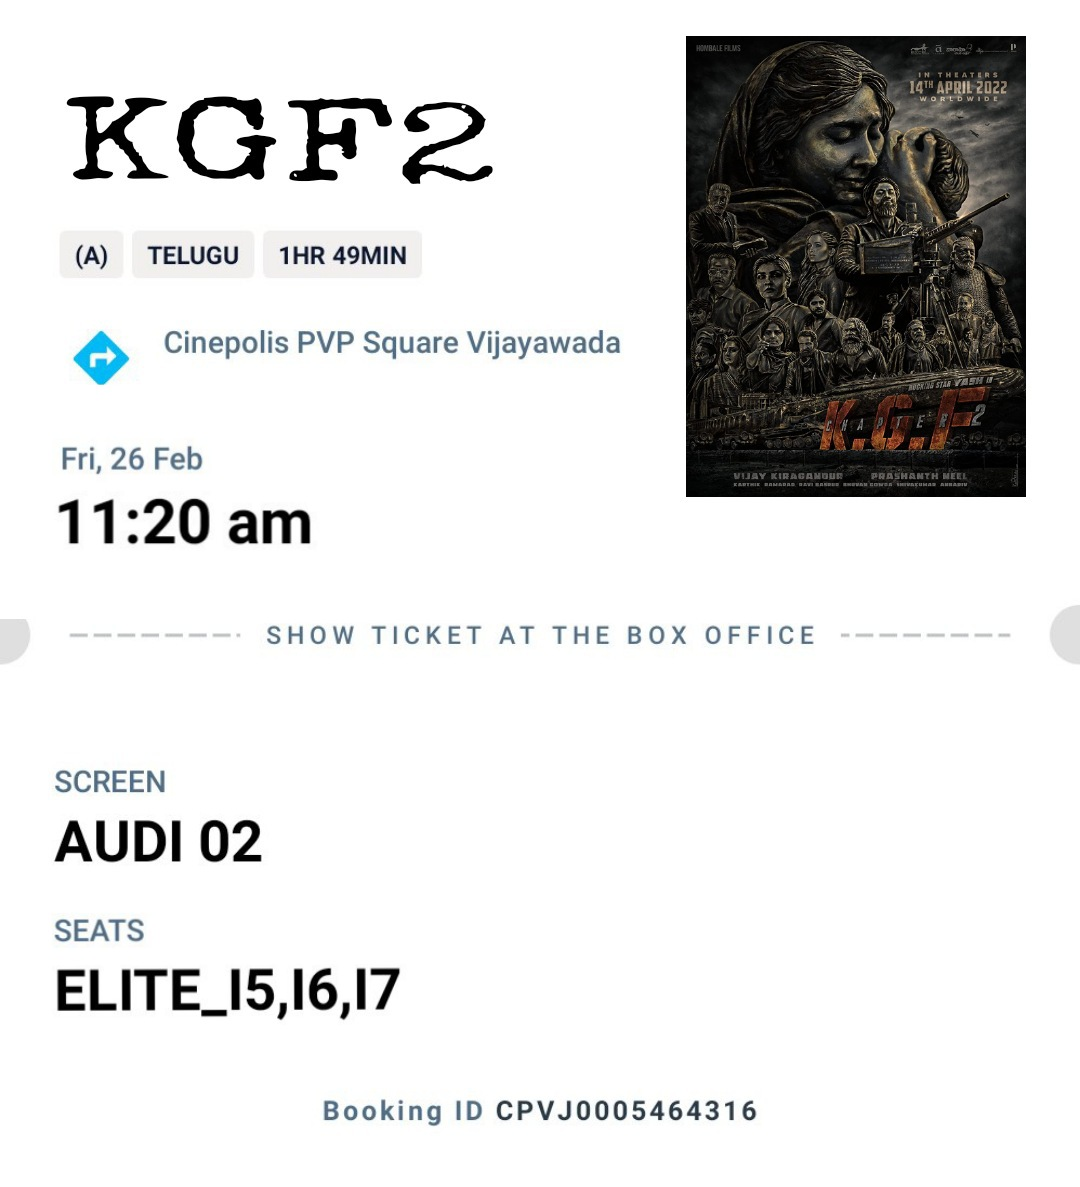 KGF2
(A) TELUGU 1HR 49MIN
Cinepolis PVP Square Vijayawada
Fri, 26 Feb
11:20 am
HOMBALE FILMS
IN THEATERS
14TH APRIL 2022
WORLDWIDE
ROCKING STAR YASH IN
K.G.F
CHAPTER 2
VIJAY KIRAGANDUR PRASHANTH NEEL
SHOW TICKET AT THE BOX OFFICE
SCREEN
AUDI 02
SEATS
ELITE_I5,I6,I7
Booking ID CPVJ0005464316